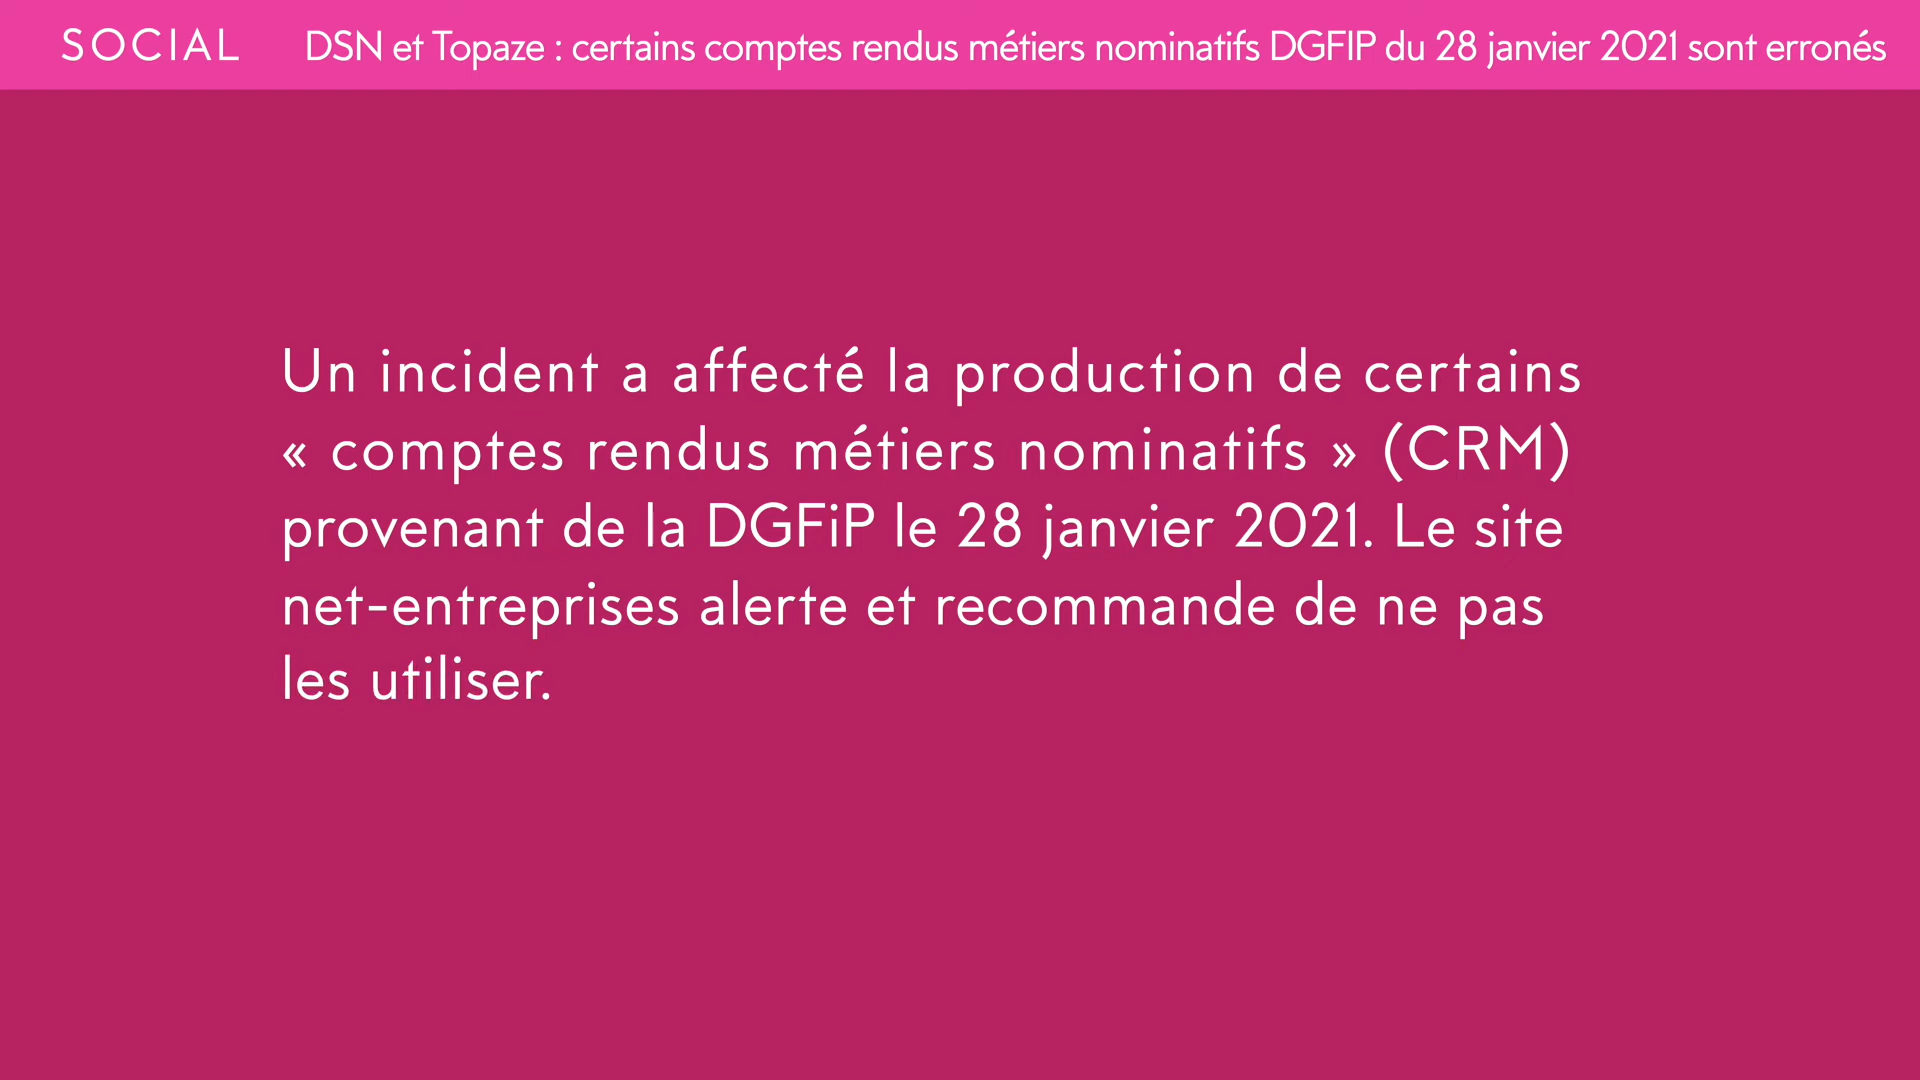 SOCIAL DSN et Topaze : certains comptes rendus métiers nominatifs DGFIP du 28 janvier 2021 sont erronés
Un incident a affecté la production de certains
« comptes rendus métiers nominatifs » (CRM)
provenant de la DGFiP le 28 janvier 2021. Le site
net-entreprises alerte et recommande de ne pas
les utiliser.